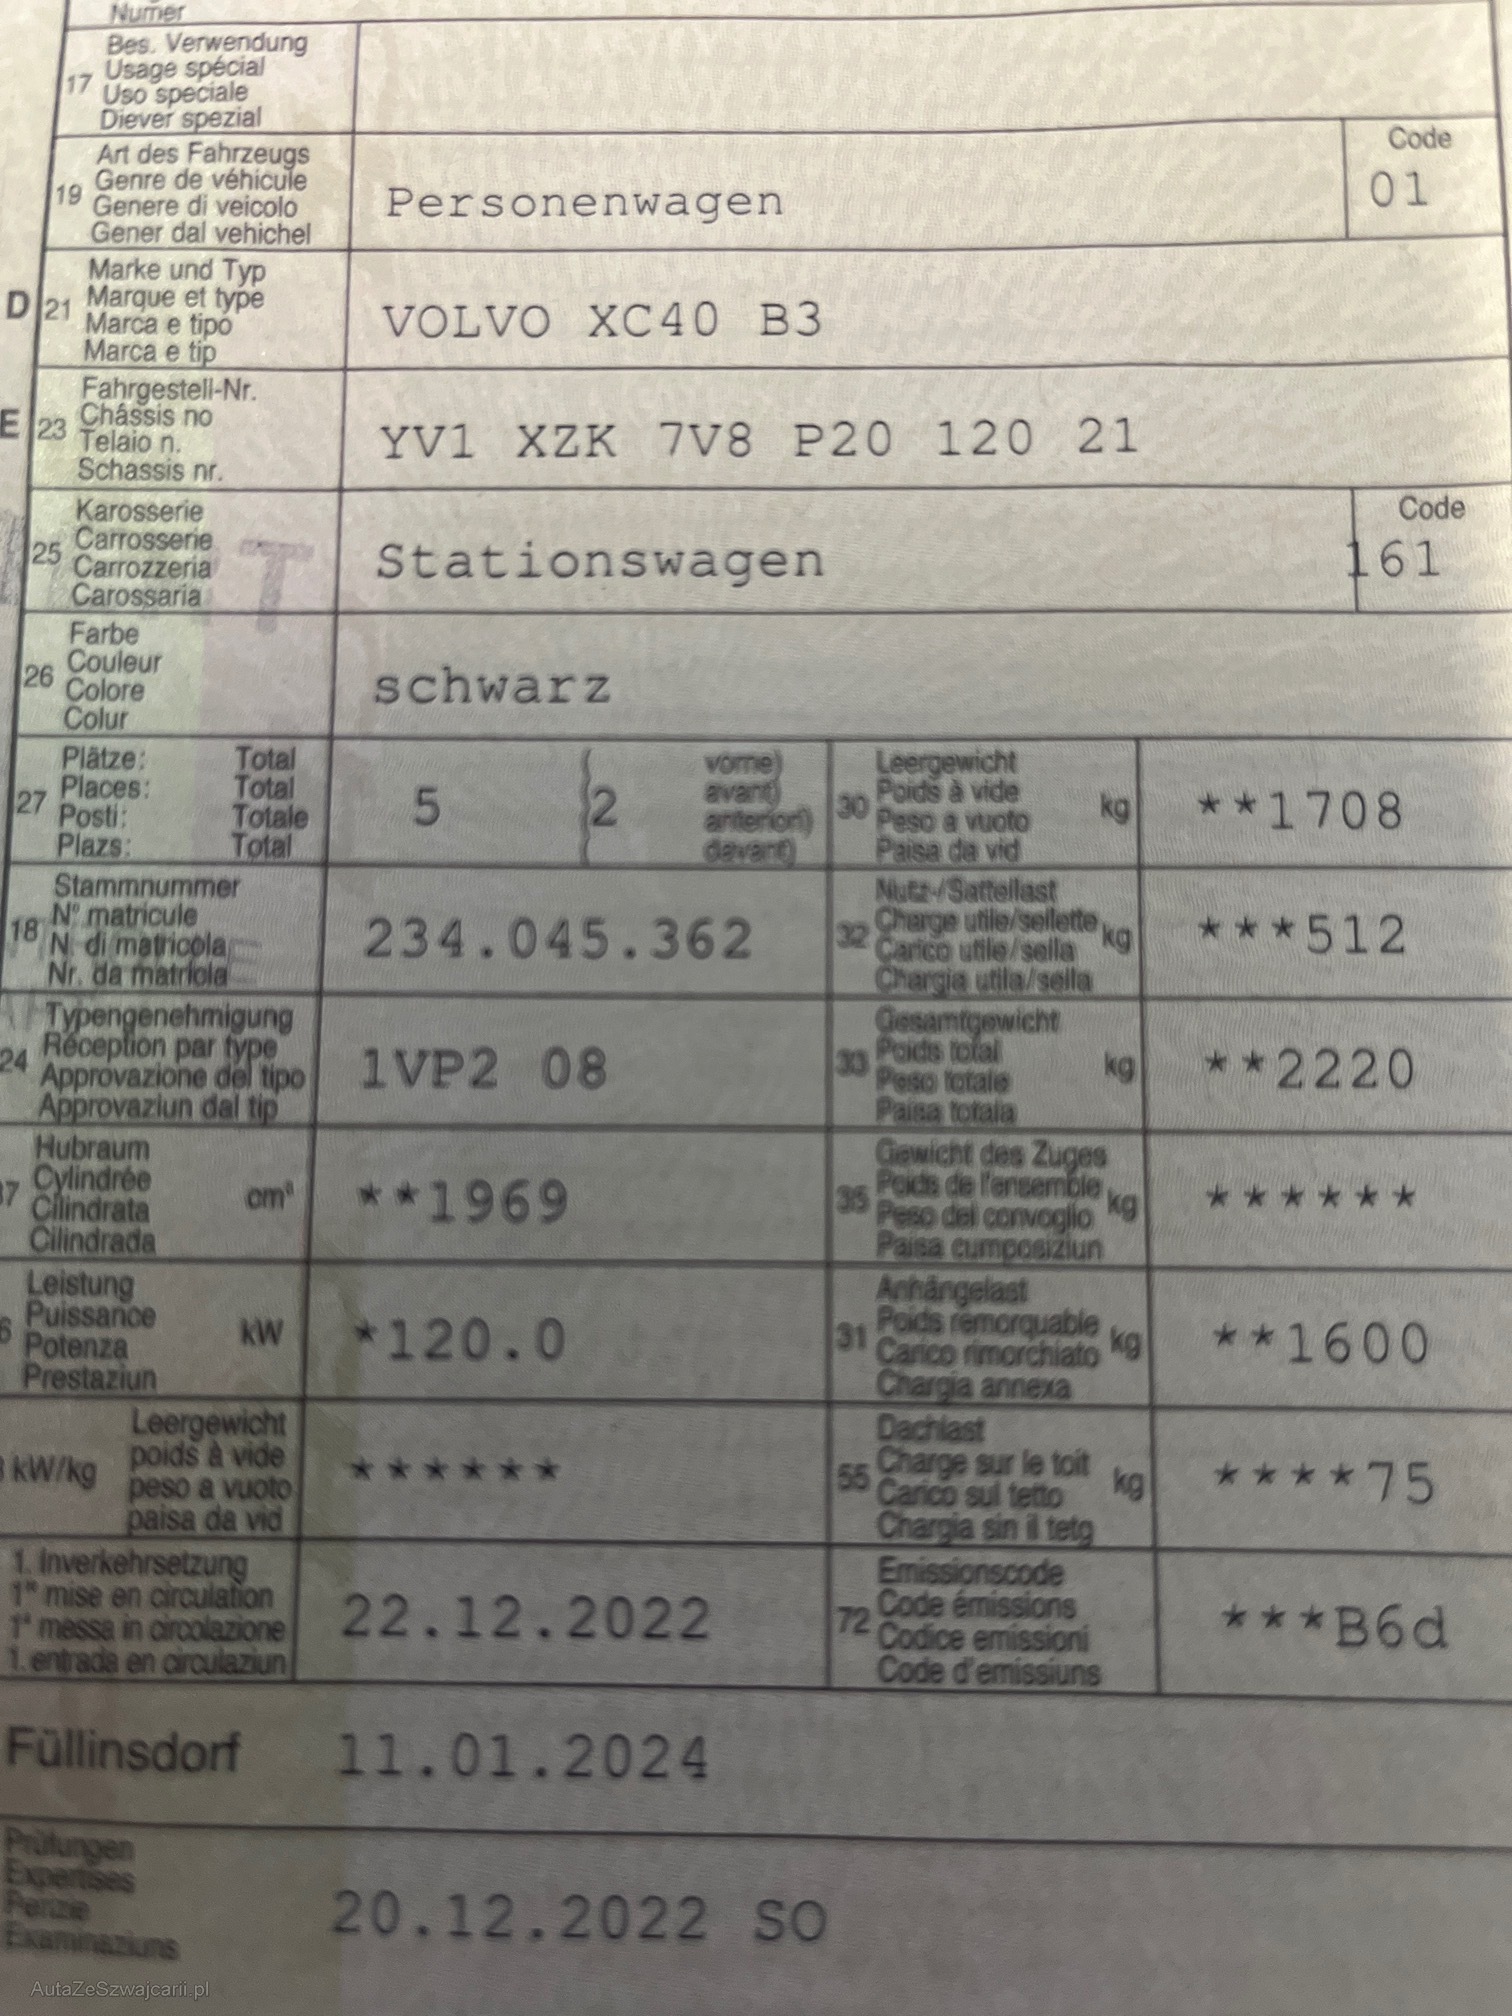 Numer
17 Bes. Verwendung
Usage spécial
Uso speciale
Diever spezial
19 Art des Fahrzeugs
Genre de véhicule
Genere di veicolo
Gener dal vehichel
Personenwagen
Code
01
D 21 Marke und Typ
Marque et type
Marca e tipo
Marca e tip
VOLVO XC40 B3
E 23 Fahrgestell-Nr.
Châssis no
Telaio n.
Schassis nr.
YV1 XZK 7V8 P20 120 21
25 Karosserie
Carrosserie
Carrozzeria
Carossaria
T
Stationswagen
Code
161
26 Farbe
Couleur
Colore
Colur
schwarz
27 Plätze: Total
Places: Total
Posti: Totale
Plazs: Total
5 2
vorne)
avant)
anteriori)
davant)
30 Leergewicht
Poids à vide
Peso a vuoto
Paisa da vid
kg
**1708
18 Stammnummer
N° matricule
N. di matricola
Nr. da matricla
234.045.362
32 Nutz-/Sattellast
Charge utile/sellette
Carico utile/sella
Chargia utila/sella
kg
***512
24 Typengenehmigung
Réception par type
Approvazione del tipo
Approvaziun dal tip
1VP2 08
33 Gesamtgewicht
Poids total
Peso totale
Paisa totala
kg
**2220
37 Hubraum
Cylindrée
Cilindrata
Cilindrada
cm³
**1969
35 Gewicht des Zuges
Poids de l'ensemble
Peso del convoglio
Paisa cumposiziun
kg
******
6 Leistung
Puissance
Potenza
Prestaziun
kW
*120.0
31 Anhängelast
Poids remorquable
Carico rimorchiato
Chargia annexa
kg
**1600
kW/kg
Leergewicht
poids à vide
peso a vuoto
paisa da vid
******
55 Dachlast
Charge sur le toit
Carico sul tetto
Chargia sin il tetg
kg
****75
1. Inverkehrsetzung
1re mise en circulation
1a messa in circolazione
1. entrada en circulaziun
22.12.2022
72 Emissionscode
Code émissions
Codice emissioni
Code d'emissiuns
***B6d
Füllinsdorf 11.01.2024
Prüfungen
Expertises
Perizie
Examinaziuns
20.12.2022 SO
AutaZeSzwajcarii.pl